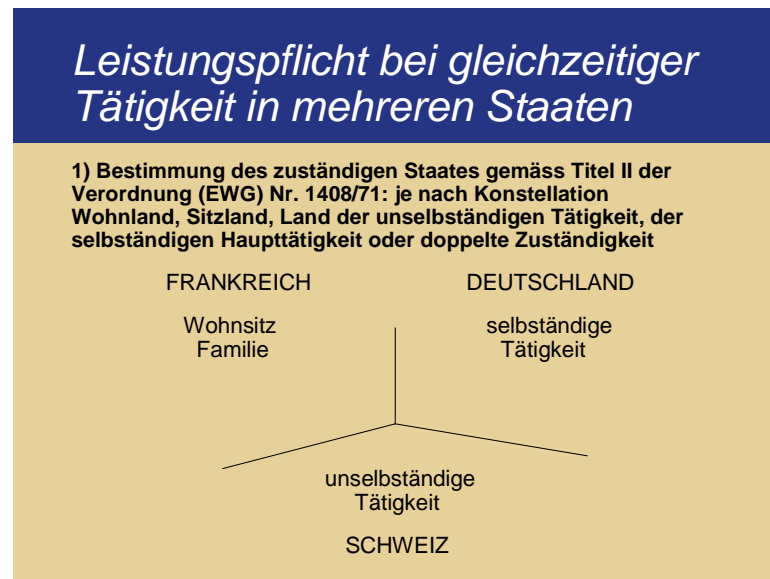 Leistungspflicht bei gleichzeitiger
Tätigkeit in mehreren Staaten
1) Bestimmung des zuständigen Staates gemäss Titel II der
Verordnung (EWG) Nr. 1408/71: je nach Konstellation
Wohnland, Sitzland, Land der unselbständigen Tätigkeit, der
selbständigen Haupttätigkeit oder doppelte Zuständigkeit
FRANKREICH
Wohnsitz
Familie
DEUTSCHLAND
selbständige
Tätigkeit
unselbständige
Tätigkeit
SCHWEIZ